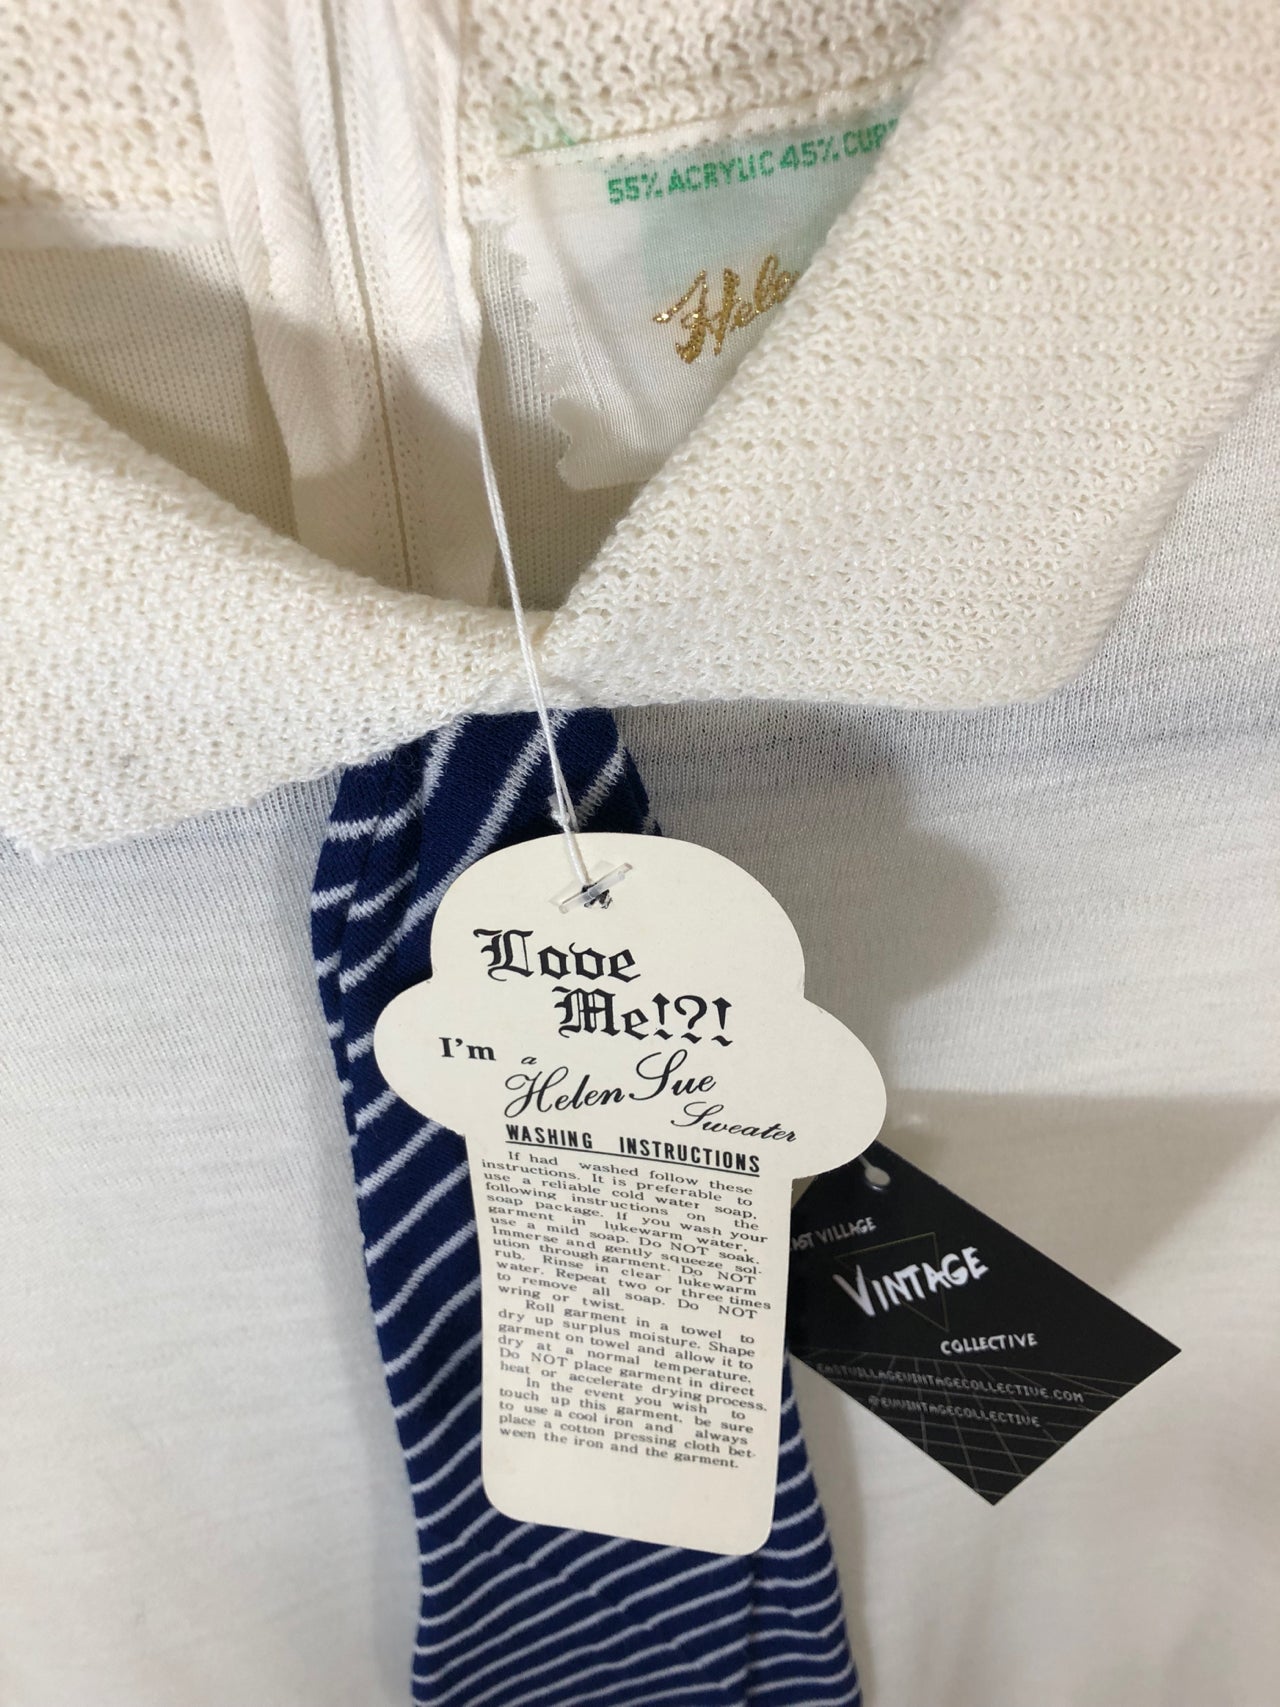 55% ACRYLIC 45% CUP
Hele
Love
Me!?!
I'm a
Helen Sue
Sweater
WASHING INSTRUCTIONS
If had washed follow these
instructions. It is preferable to
use a reliable cold water soap,
following instructions on the
soap package. If you wash your
garment in lukewarm water,
use a mild soap. Do NOT soak.
Immerse and gently squeeze sol-
ution through garment. Do NOT
rub. Rinse in clear lukewarm
water. Repeat two or three times
to remove all soap. Do NOT
wring or twist.
Roll garment in a towel to
dry up surplus moisture. Shape
garment on towel and allow it to
dry at a normal temperature.
Do NOT place garment in direct
heat or accelerate drying process.
In the event you wish to
touch up this garment, be sure
to use a cool iron and always
place a cotton pressing cloth bet-
ween the iron and the garment.
AST VILLAGE
VINTAGE
COLLECTIVE
EASTVILLAGEVINTAGECOLLECTIVE.COM
@EVVINTAGECOLLECTIVE